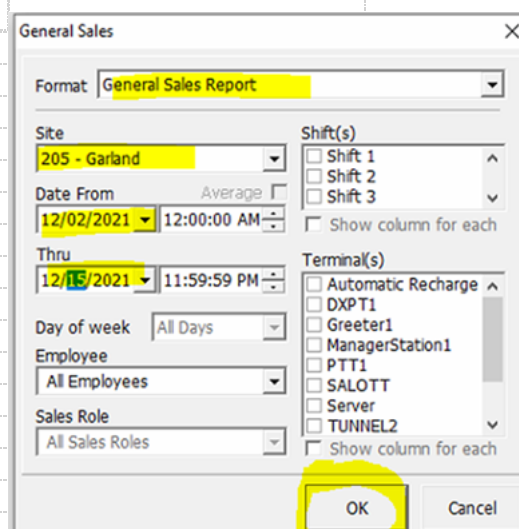 General Sales
Format General Sales Report
Site
205 - Garland
Date From Average
12/02/2021 12:00:00 AM
Thru
12/15/2021 11:59:59 PM
Day of week All Days
Employee
All Employees
Sales Role
All Sales Roles
Shift(s)
Shift 1
Shift 2
Shift 3
Show column for each
Terminal(s)
Automatic Recharge
DXPT1
Greeter1
ManagerStation1
PTT1
SALOTT
Server
TUNNEL2
Show column for each
OK Cancel